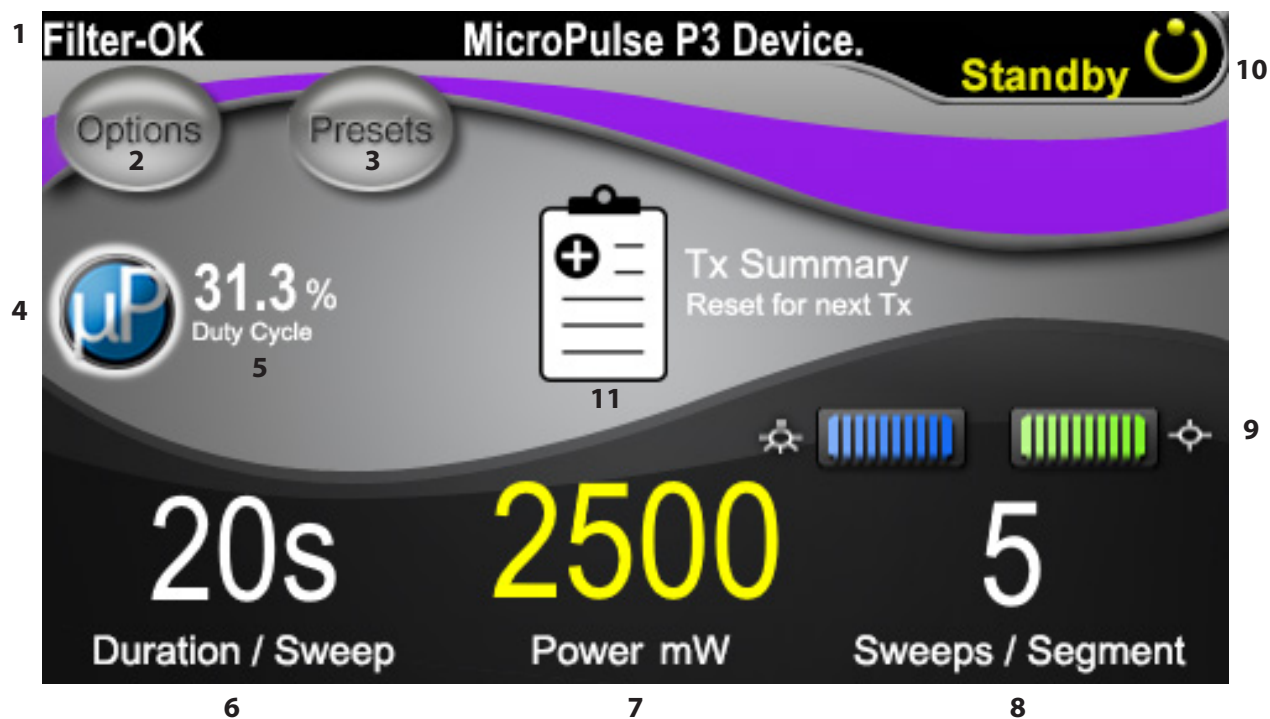 1
Filter-OK
MicroPulse P3 Device.
Standby
10
Options
2
Presets
3
4
µP
31.3 %
Duty Cycle
5
Tx Summary
Reset for next Tx
11
9
20s
Duration / Sweep
2500
Power mW
5
Sweeps / Segment
6
7
8